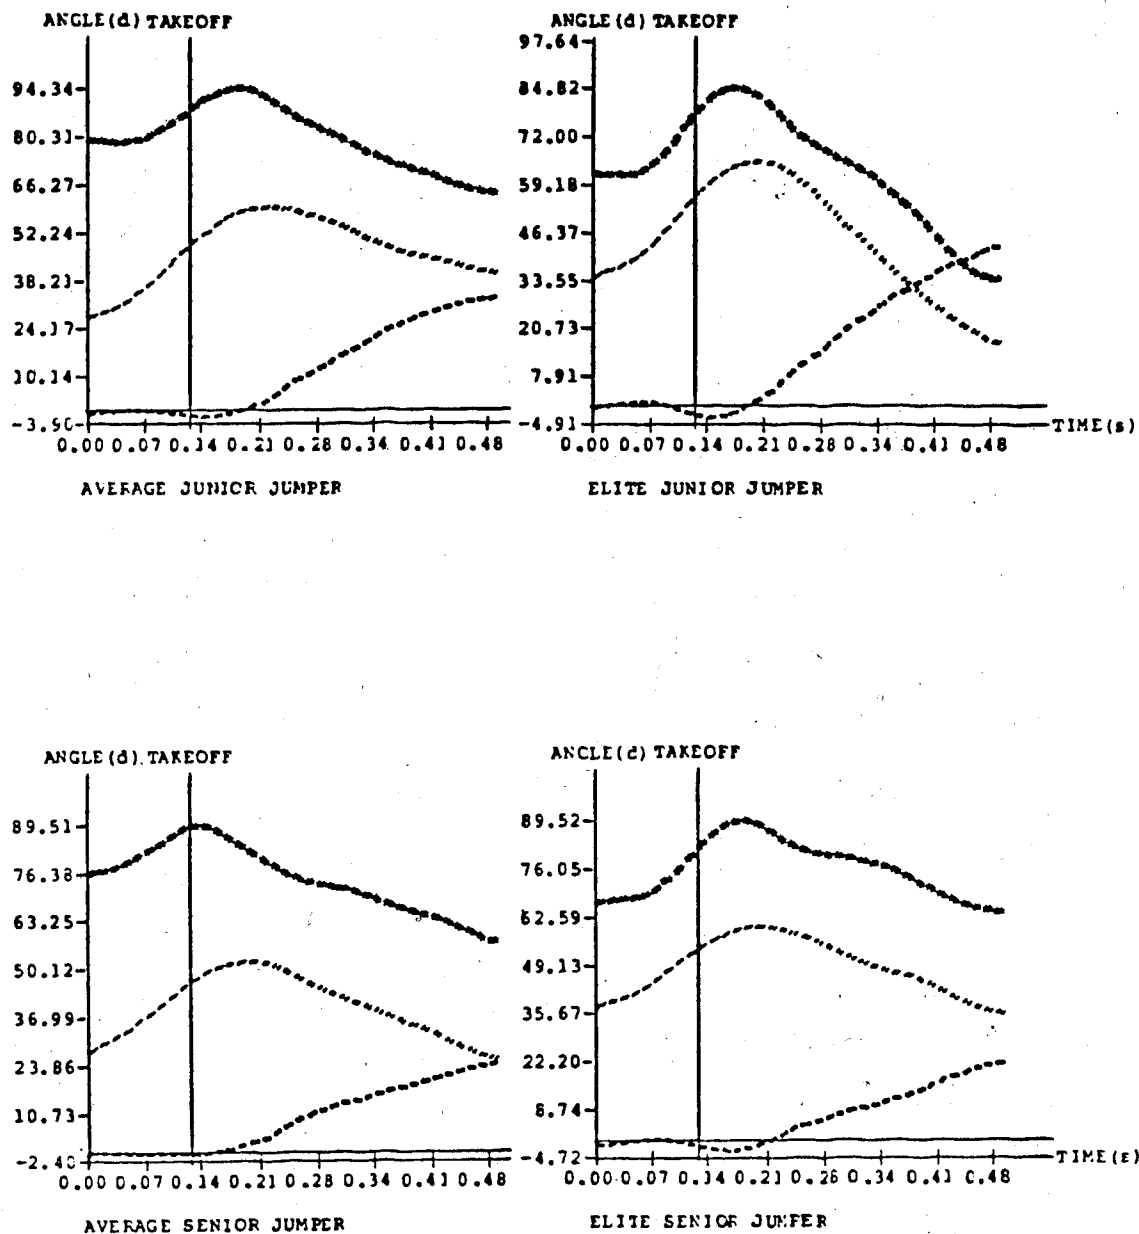 ANGLE(d) TAKEOFF
94.34
80.31
66.27
52.24
38.21
24.17
10.14
-3.90
0.00 0.07 0.14 0.21 0.28 0.34 0.41 0.48
AVERAGE JUNIOR JUMPER
ANGLE(d) TAKEOFF
97.64
84.82
72.00
59.18
46.37
33.55
20.73
7.91
-4.91
TIME(s)
0.00 0.07 0.14 0.21 0.28 0.34 0.41 0.48
ELITE JUNIOR JUMPER
ANGLE(d) TAKEOFF
89.51
76.38
63.25
50.12
36.99
23.86
10.73
-2.40
0.00 0.07 0.14 0.21 0.28 0.34 0.41 0.48
AVERAGE SENIOR JUMPER
ANGLE(d) TAKEOFF
89.52
76.05
62.59
49.13
35.67
22.20
8.74
-4.72
TIME(s)
0.00 0.07 0.14 0.21 0.28 0.34 0.41 0.48
ELITE SENIOR JUMPER